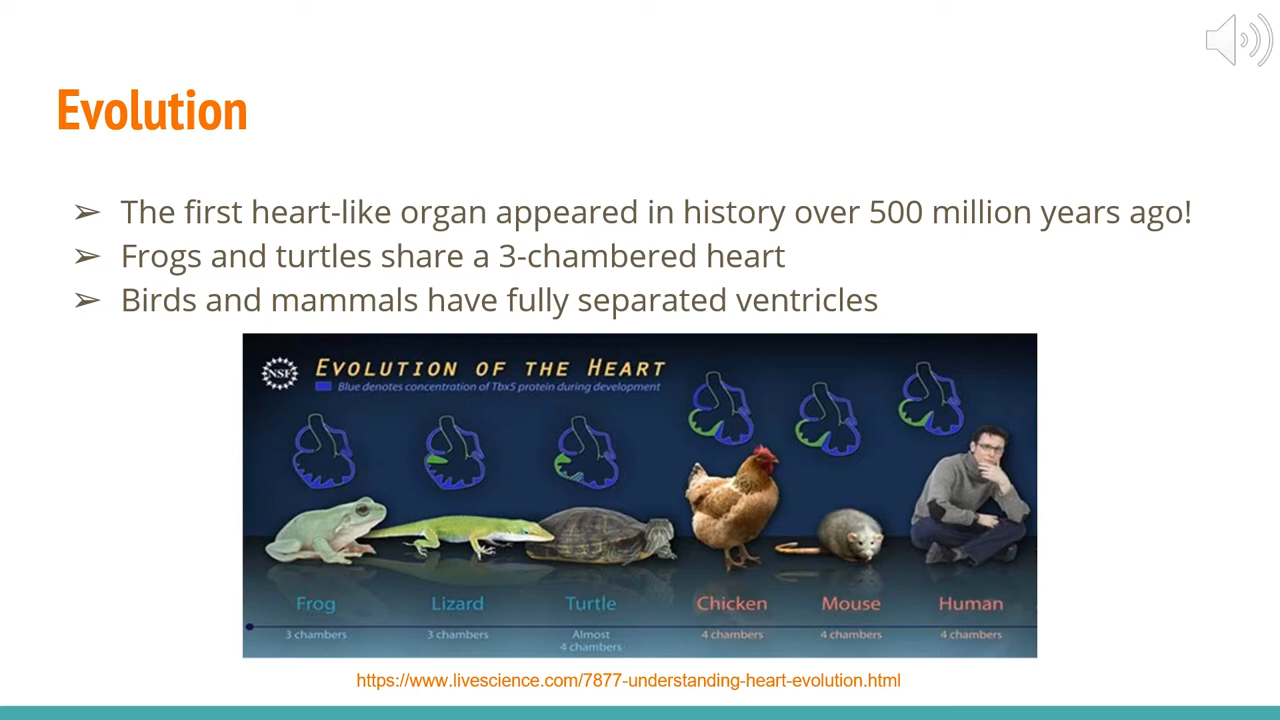 Evolution
➢ The first heart-like organ appeared in history over 500 million years ago!
➢ Frogs and turtles share a 3-chambered heart
➢ Birds and mammals have fully separated ventricles
NSF
Evolution of the Heart
Blue denotes concentration of Tbx5 protein during development
Frog Lizard Turtle Chicken Mouse Human
3 chambers 3 chambers Almost 4 chambers 4 chambers 4 chambers
4 chambers
https://www.livescience.com/7877-understanding-heart-evolution.html